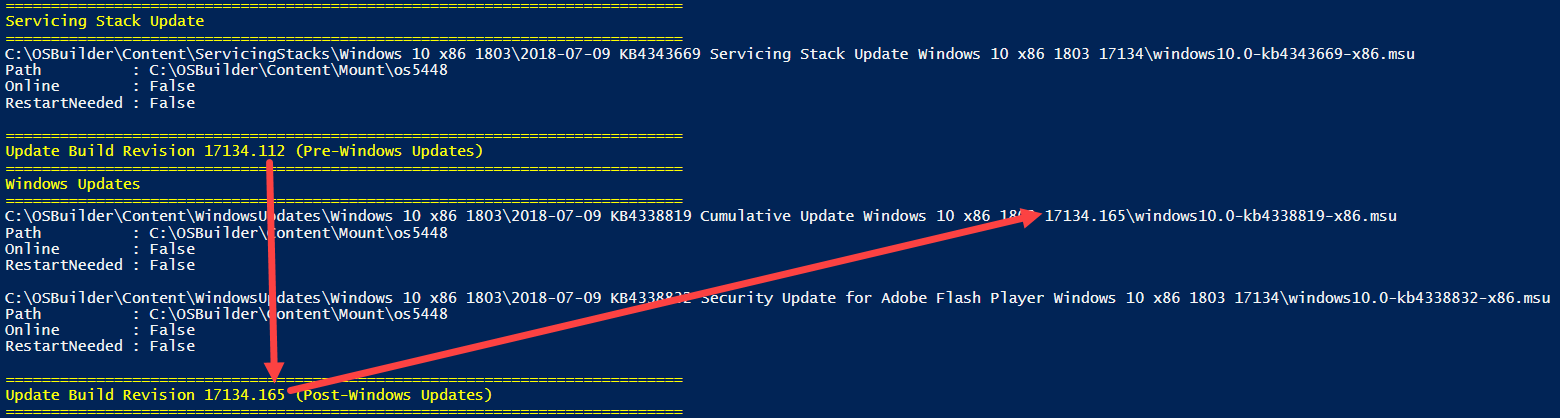 ===========================================================================
Servicing Stack Update
===========================================================================
C:\OSBuilder\Content\ServicingStacks\Windows 10 x86 1803\2018-07-09 KB4343669 Servicing Stack Update Windows 10 x86 1803 17134\windows10.0-kb4343669-x86.msu
Path          : C:\OSBuilder\Content\Mount\os5448
Online        : False
RestartNeeded : False
===========================================================================
Update Build Revision 17134.112 (Pre-Windows Updates)
===========================================================================
Windows Updates
===========================================================================
C:\OSBuilder\Content\WindowsUpdates\Windows 10 x86 1803\2018-07-09 KB4338819 Cumulative Update Windows 10 x86 1803 17134.165\windows10.0-kb4338819-x86.msu
Path          : C:\OSBuilder\Content\Mount\os5448
Online        : False
RestartNeeded : False
C:\OSBuilder\Content\WindowsUpdates\Windows 10 x86 1803\2018-07-09 KB4338832 Security Update for Adobe Flash Player Windows 10 x86 1803 17134\windows10.0-kb4338832-x86.msu
Path          : C:\OSBuilder\Content\Mount\os5448
Online        : False
RestartNeeded : False
===========================================================================
Update Build Revision 17134.165 (Post-Windows Updates)
===========================================================================